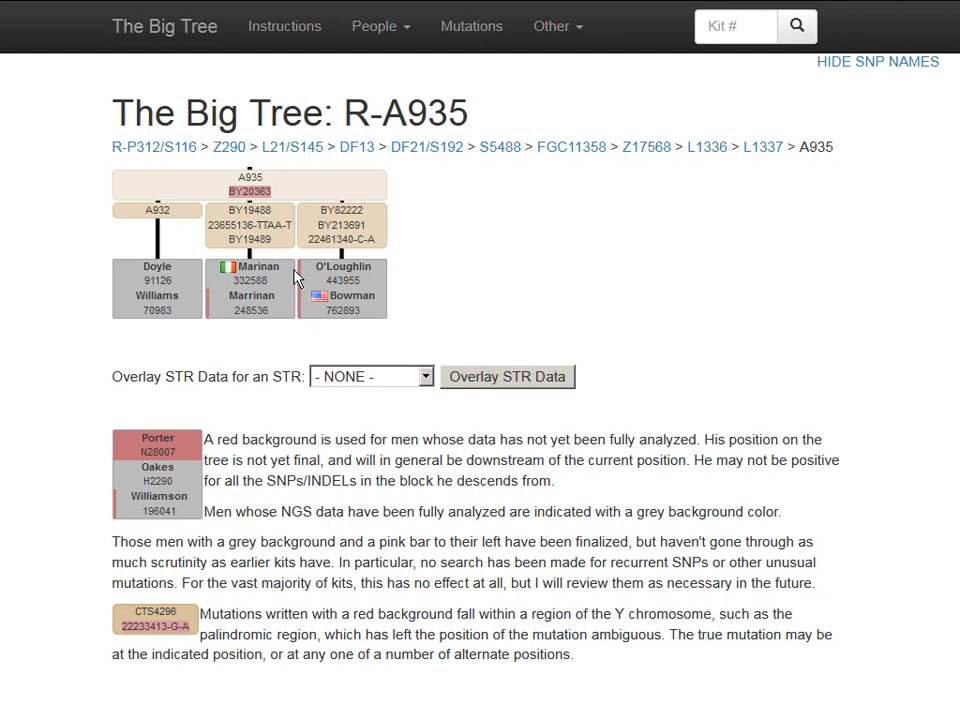 The Big Tree Instructions People Mutations Other Kit #
HIDE SNP NAMES
The Big Tree: R-A935
R-P312/S116 > Z290 > L21/S145 > DF13 > DF21/S192 > S5488 > FGC11358 > Z17568 > L1336 > L1337 > A935
A935
BY20363
A932
BY19488
23655136-TTAA-T
BY19489
BY82222
BY213691
22461340-C-A
Doyle
91126
Williams
70983
Marinan
332588
Marrinan
248536
O'Loughlin
443955
Bowman
762893
Overlay STR Data for an STR: - NONE - Overlay STR Data
Porter
N28007
Oakes
H2290
Williamson
196041
A red background is used for men whose data has not yet been fully analyzed. His position on the
tree is not yet final, and will in general be downstream of the current position. He may not be positive
for all the SNPs/INDELs in the block he descends from.
Men whose NGS data have been fully analyzed are indicated with a grey background color.
Those men with a grey background and a pink bar to their left have been finalized, but haven't gone through as
much scrutiny as earlier kits have. In particular, no search has been made for recurrent SNPs or other unusual
mutations. For the vast majority of kits, this has no effect at all, but I will review them as necessary in the future.
CTS4296
22233413-G-A
Mutations written with a red background fall within a region of the Y chromosome, such as the
palindromic region, which has left the position of the mutation ambiguous. The true mutation may be
at the indicated position, or at any one of a number of alternate positions.